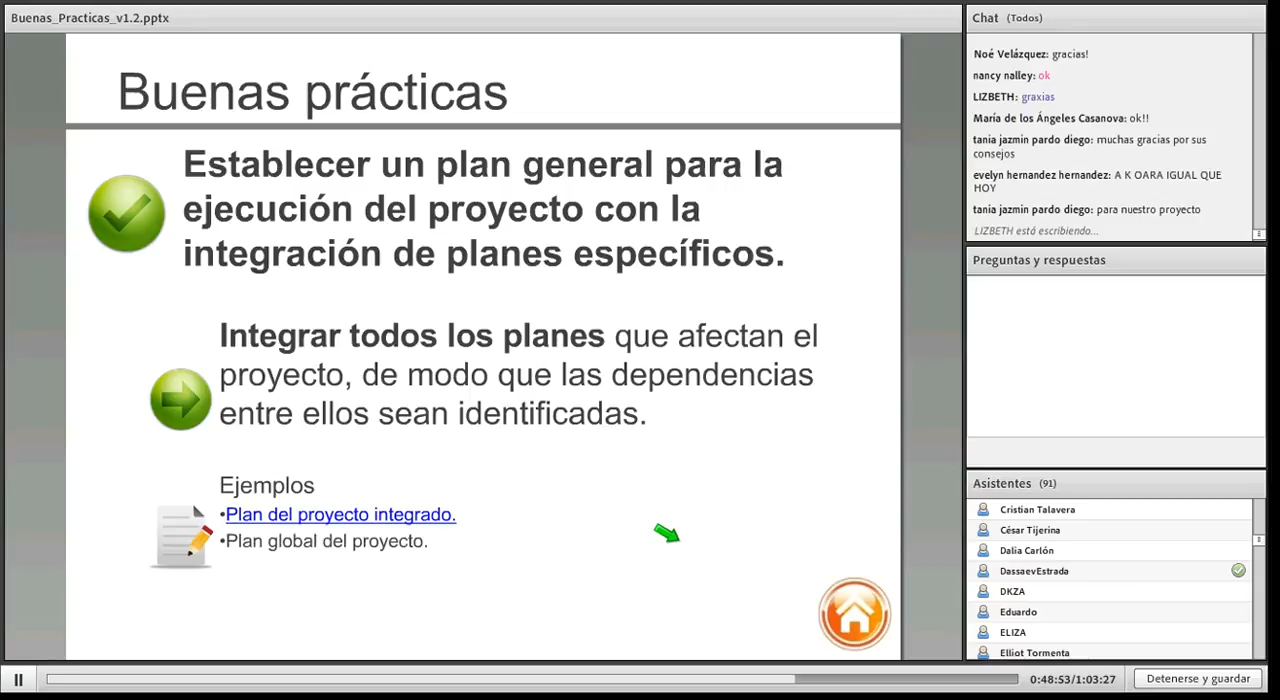 Buenas_Practicas_v1.2.pptx
Buenas prácticas
Establecer un plan general para la
ejecución del proyecto con la
integración de planes específicos.
Integrar todos los planes que afectan el
proyecto, de modo que las dependencias
entre ellos sean identificadas.
Ejemplos
•Plan del proyecto integrado.
•Plan global del proyecto.
Chat (Todos)
Noé Velázquez: gracias!
nancy nalley: ok
LIZBETH: graxias
María de los Ángeles Casanova: ok!!
tania jazmin pardo diego: muchas gracias por sus
consejos
evelyn hernandez hernandez: A K OARA IGUAL QUE
HOY
tania jazmin pardo diego: para nuestro proyecto
LIZBETH está escribiendo...
Preguntas y respuestas
Asistentes (91)
Cristian Talavera
César Tijerina
Dalia Carlón
DassaevEstrada
DKZA
Eduardo
ELIZA
Elliot Tormenta
0:48:53/1:03:27
Detenerse y guardar